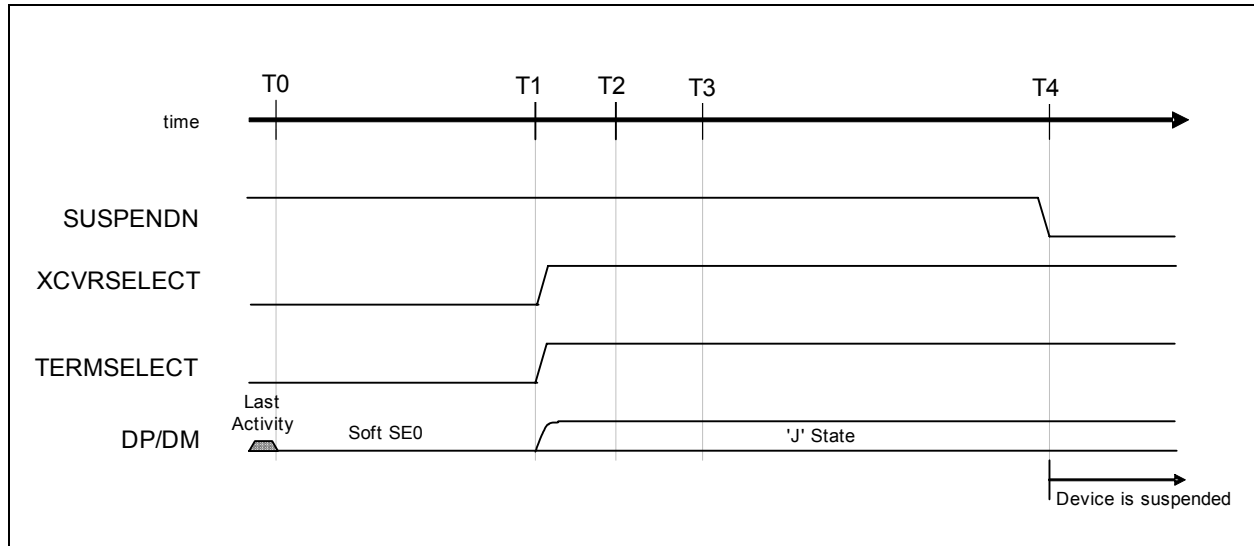 T0
T1
T2
T3
T4
time
SUSPENDN
XCVRSELECT
TERMSELECT
Last
Activity
DP/DM
Soft SE0
'J' State
Device is suspended